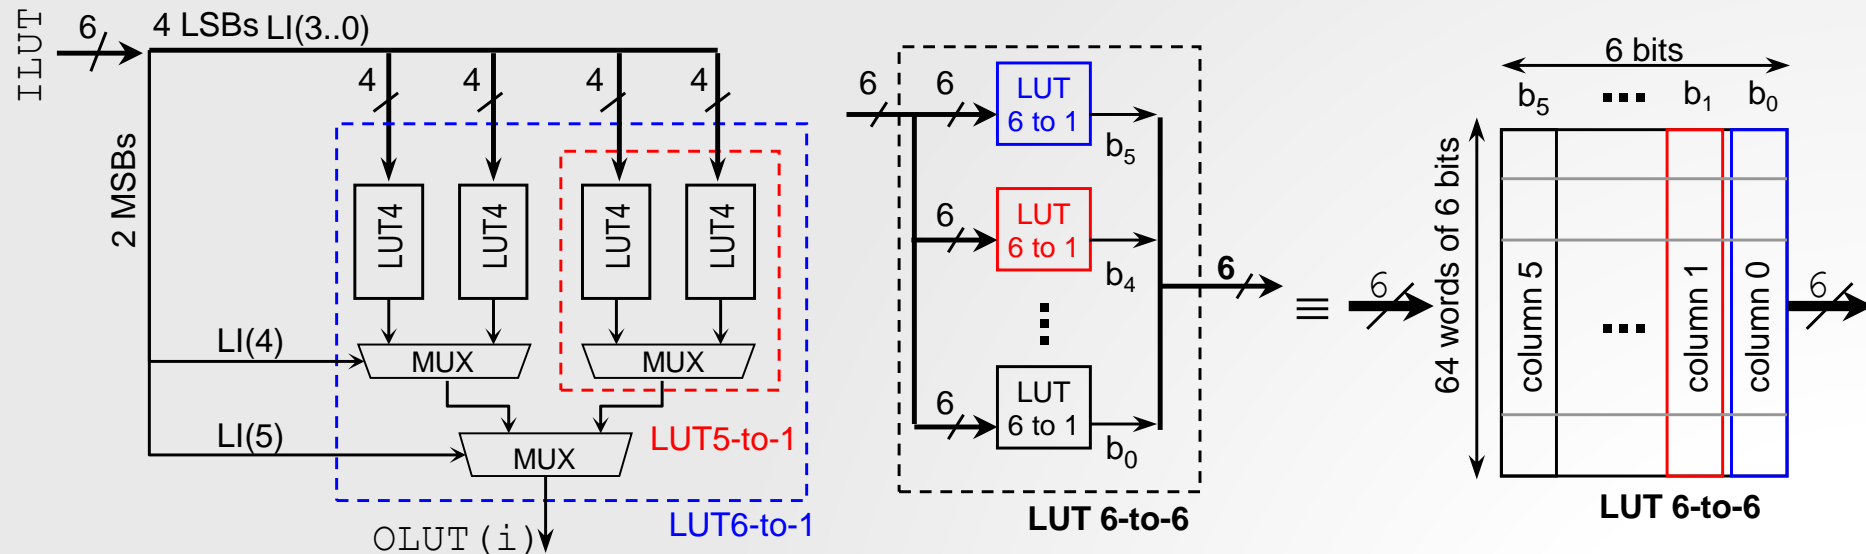 ILUT
6
4 LSBs LI(3..0)
4
4
4
4
2 MSBs
LUT4
LUT4
LUT4
LUT4
LI(4)
MUX
MUX
LI(5)
MUX
LUT5-to-1
LUT6-to-1
OLUT(i)
6
6
LUT
6 to 1
b5
6
LUT
6 to 1
b4
6
LUT
6 to 1
b0
6
LUT 6-to-6
≡
6 bits
b5
b1
b0
64 words of 6 bits
6
column 5
column 1
column 0
6
LUT 6-to-6